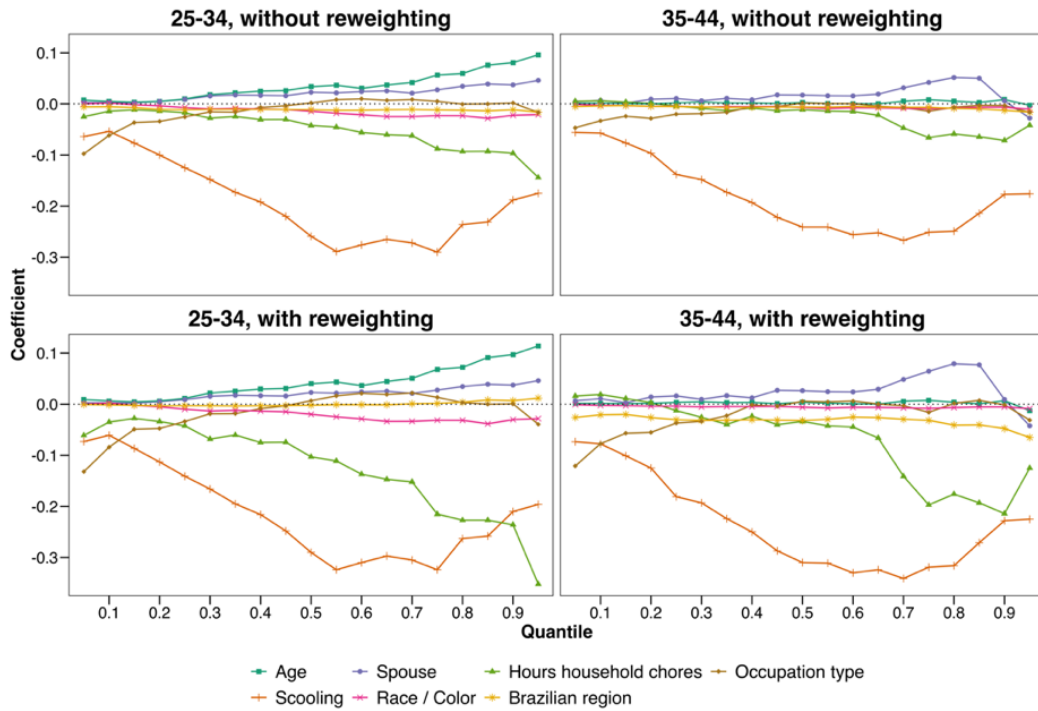 25-34, without reweighting
35-44, without reweighting
0.1
0.0
-0.1
-0.2
-0.3
25-34, with reweighting
35-44, with reweighting
0.1
0.0
-0.1
-0.2
-0.3
Coefficient
0.1 0.2 0.3 0.4 0.5 0.6 0.7 0.8 0.9
0.1 0.2 0.3 0.4 0.5 0.6 0.7 0.8 0.9
Quantile
Age Spouse Hours household chores Occupation type
Scooling Race / Color Brazilian region